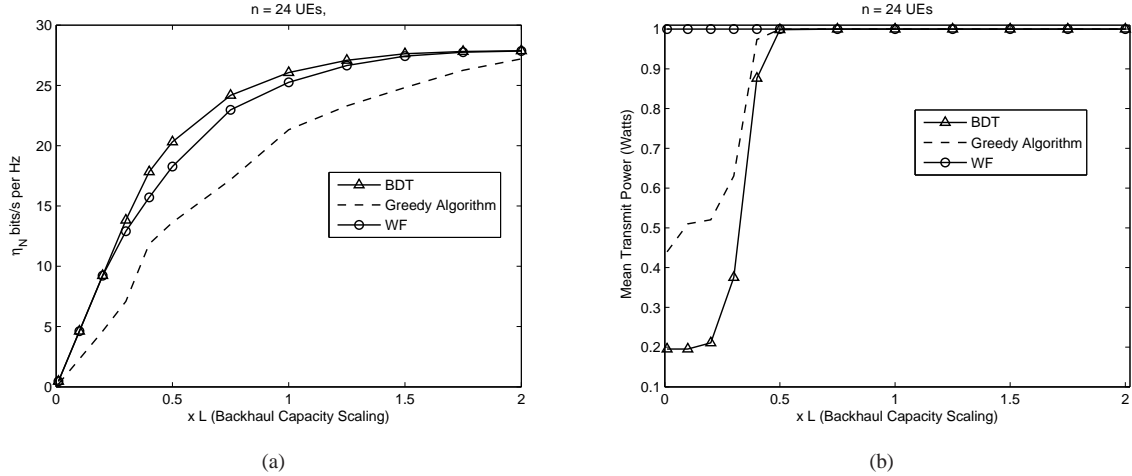 n = 24 UEs,
30
25
20
15
10
5
0
η_N bits/s per Hz
BDT
Greedy Algorithm
WF
0 0.5 1 1.5 2
x L (Backhaul Capacity Scaling)
(a)
n = 24 UEs
1
0.9
0.8
0.7
0.6
0.5
0.4
0.3
0.2
0.1
Mean Transmit Power (Watts)
BDT
Greedy Algorithm
WF
0 0.5 1 1.5 2
x L (Backhaul Capacity Scaling)
(b)